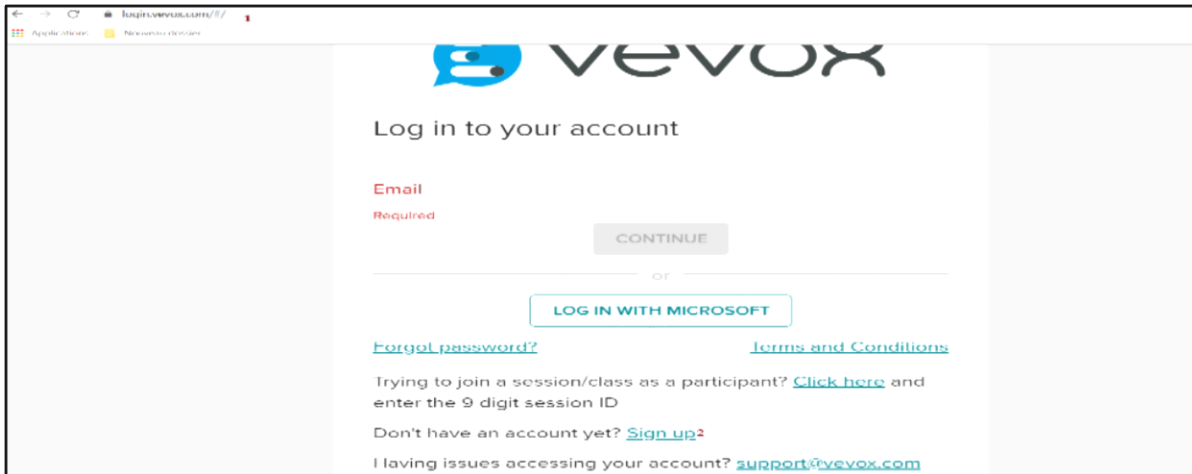 login.vevox.com/#/ 1
Applications Nouveau dossier
vevox
Log in to your account
Email
Required
CONTINUE
or
LOG IN WITH MICROSOFT
Forgot password? Terms and Conditions
Trying to join a session/class as a participant? Click here and
enter the 9 digit session ID
Don't have an account yet? Sign up 2
Having issues accessing your account? support@vevox.com